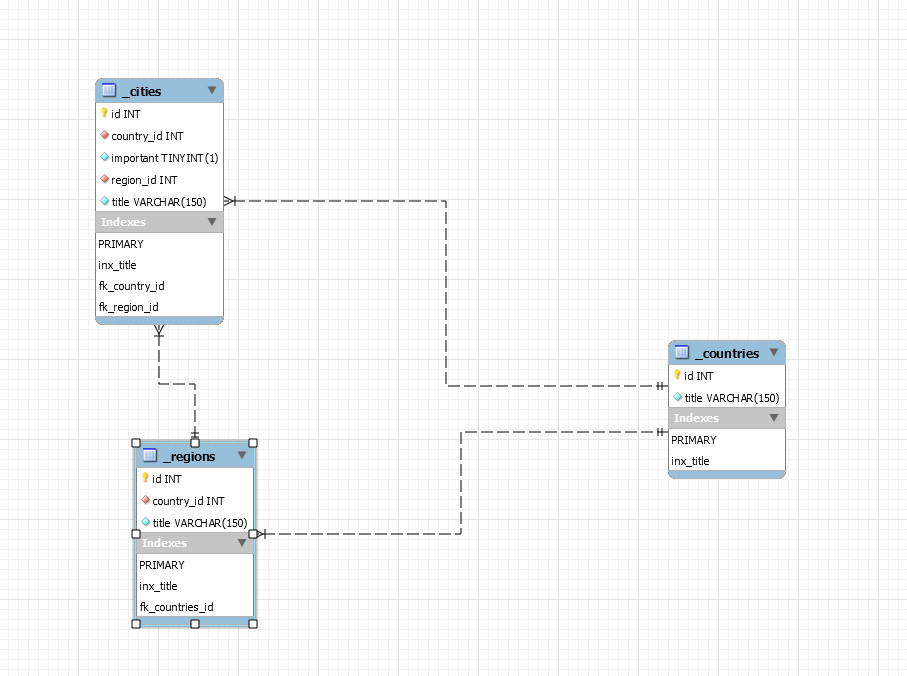 _cities
id INT
country_id INT
important TINYINT(1)
region_id INT
title VARCHAR(150)
Indexes
PRIMARY
inx_title
fk_country_id
fk_region_id
_countries
id INT
title VARCHAR(150)
Indexes
PRIMARY
inx_title
_regions
id INT
country_id INT
title VARCHAR(150)
Indexes
PRIMARY
inx_title
fk_countries_id